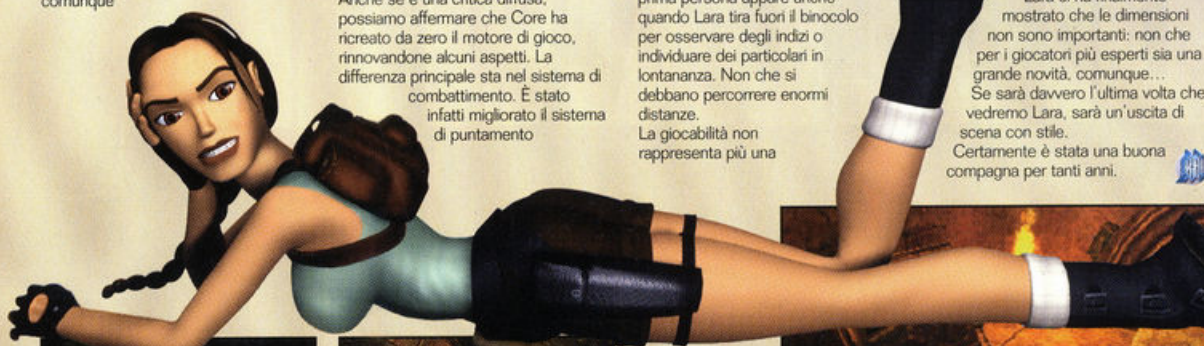 comunque
Anche se è una critica diffusa,
possiamo affermare che Core ha
ricreato da zero il motore di gioco,
rinnovandone alcuni aspetti. La
differenza principale sta nel sistema di
combattimento. È stato
infatti migliorato il sistema
di puntamento
prima persona appare anche
quando Lara tira fuori il binocolo
per osservare degli indizi o
individuare dei particolari in
lontananza. Non che si
debbano percorrere enormi
distanze.
La giocabilità non
rappresenta più una
mostrato che le dimensioni
non sono importanti: non che
per i giocatori più esperti sia una
grande novità, comunque...
Se sarà davvero l'ultima volta che
vedremo Lara, sarà un'uscita di
scena con stile.
Certamente è stata una buona
compagna per tanti anni.